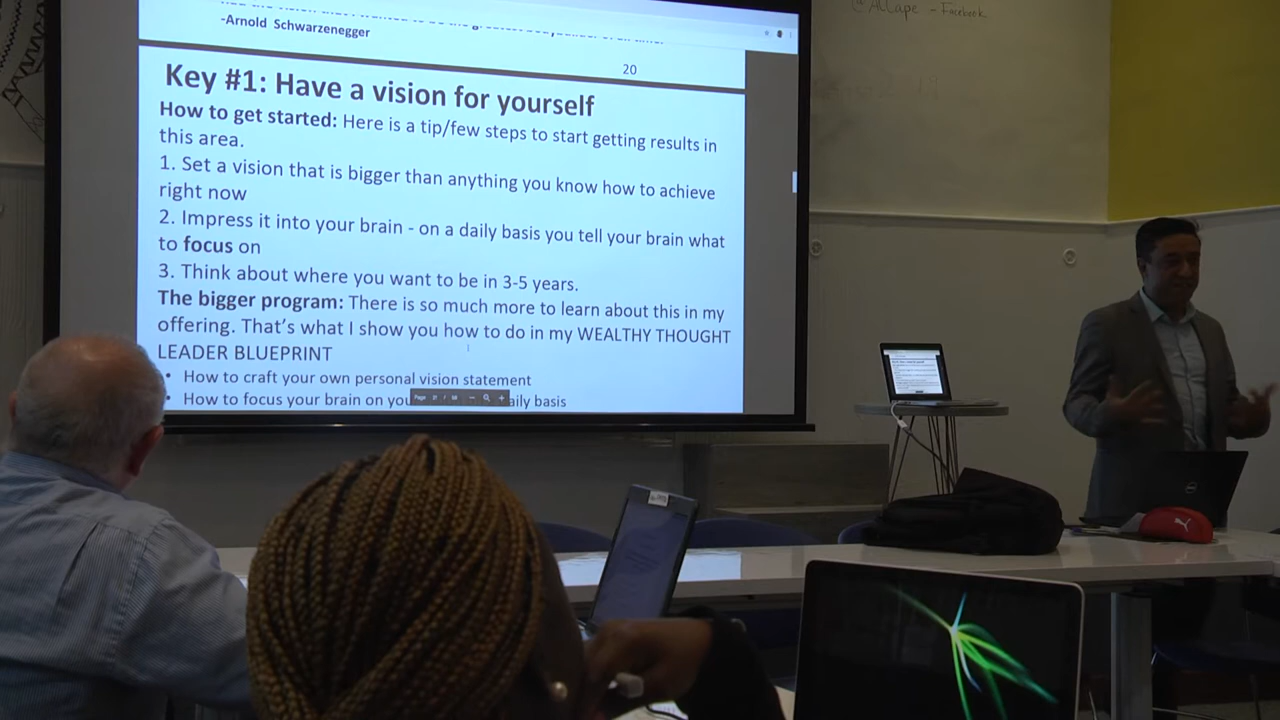 @AlCape - Facebook
-Arnold Schwarzenegger
20
Key #1: Have a vision for yourself
How to get started: Here is a tip/few steps to start getting results in
this area.
1. Set a vision that is bigger than anything you know how to achieve
right now
2. Impress it into your brain - on a daily basis you tell your brain what
to focus on
3. Think about where you want to be in 3-5 years.
The bigger program: There is so much more to learn about this in my
offering. That's what I show you how to do in my WEALTHY THOUGHT
LEADER BLUEPRINT
• How to craft your own personal vision statement
• How to focus your brain on you aily basis
Page